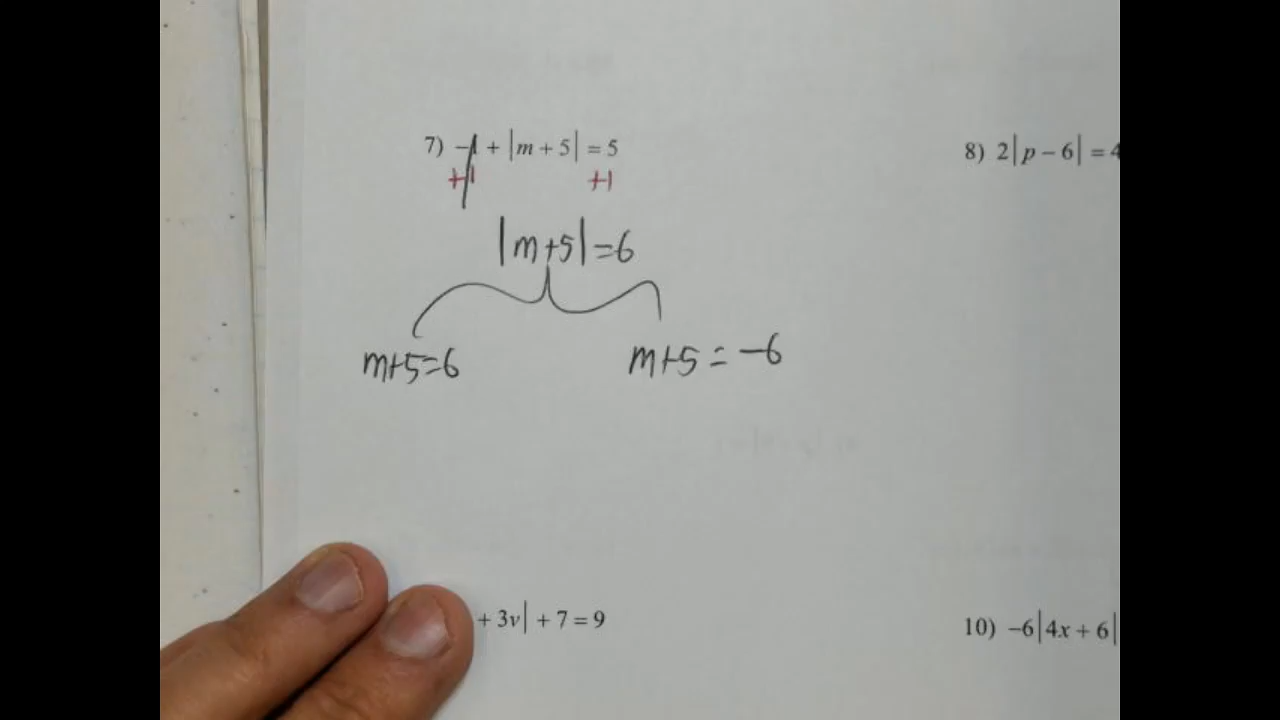 7) -1 + |m + 5| = 5
+1 +1
8) 2|p - 6| = 4
|m+5|=6
m+5=6
m+5=-6
+ 3v| + 7 = 9
10) -6|4x + 6|